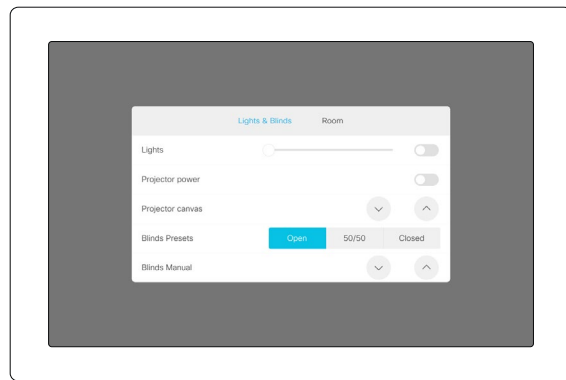 Lights & Blinds Room
Lights
Projector power
Projector canvas
Blinds Presets Open 50/50 Closed
Blinds Manual